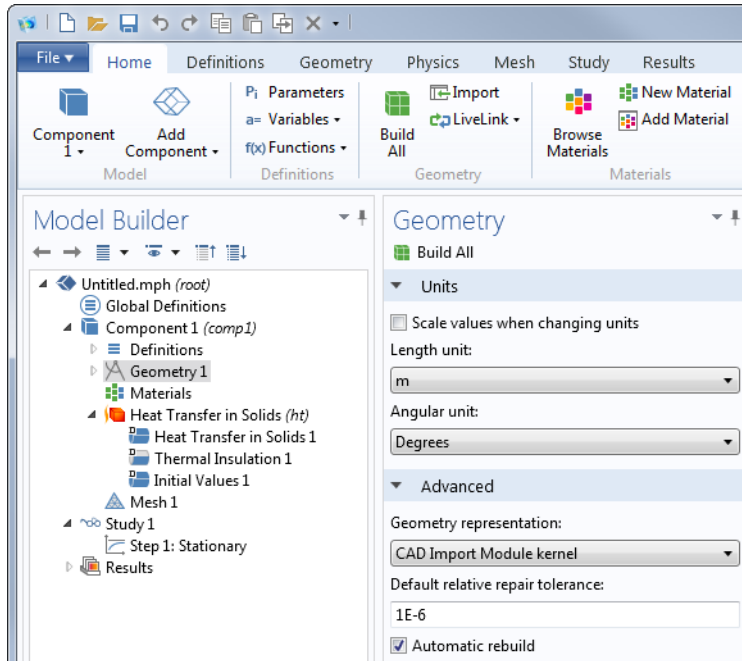 File
Home
Definitions
Geometry
Physics
Mesh
Study
Results
Component
1
Add
Component
Model
Pi Parameters
a= Variables
f(x) Functions
Definitions
Build
All
Import
LiveLink
Geometry
Browse
Materials
New Material
Add Material
Materials
Model Builder
Untitled.mph (root)
Global Definitions
Component 1 (comp1)
Definitions
Geometry 1
Materials
Heat Transfer in Solids (ht)
Heat Transfer in Solids 1
Thermal Insulation 1
Initial Values 1
Mesh 1
Study 1
Step 1: Stationary
Results
Geometry
Build All
Units
Scale values when changing units
Length unit:
m
Angular unit:
Degrees
Advanced
Geometry representation:
CAD Import Module kernel
Default relative repair tolerance:
1E-6
Automatic rebuild